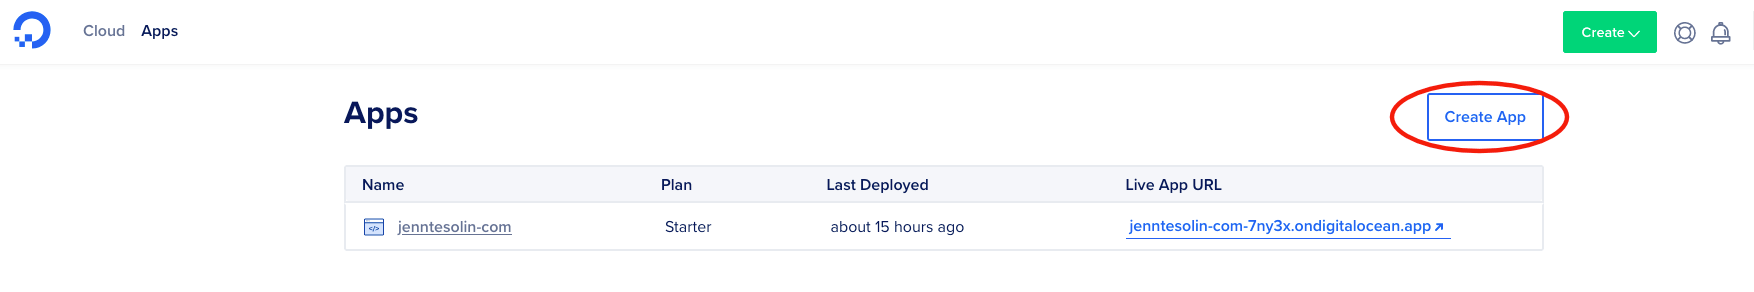 Cloud Apps Create
Apps Create App
Name Plan Last Deployed Live App URL
</> jenntesolin-com Starter about 15 hours ago jenntesolin-com-7ny3x.ondigitalocean.app